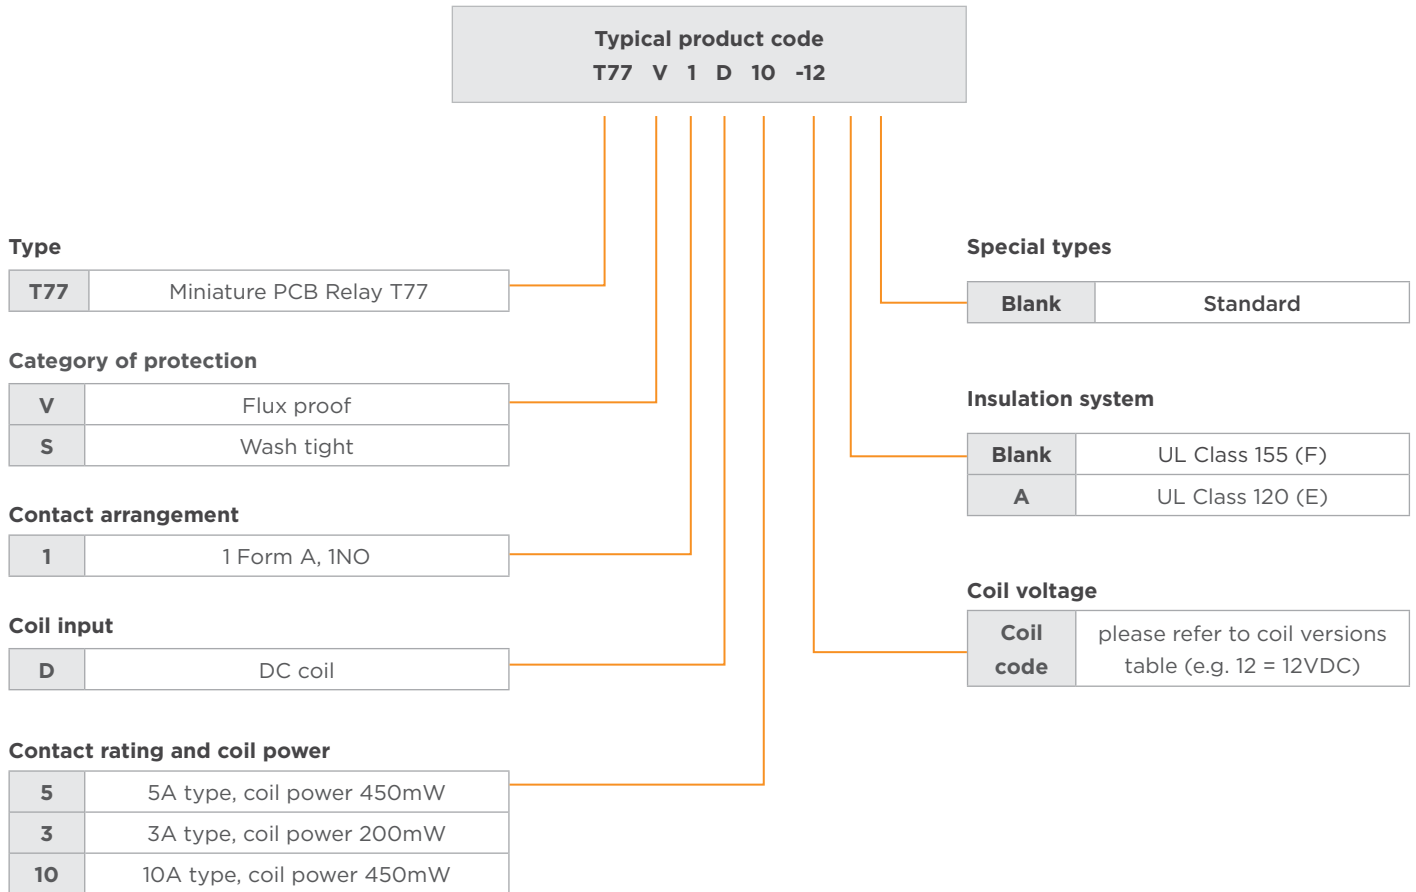 Typical product code
T77 V 1 D 10 -12
Type
T77 Miniature PCB Relay T77
Category of protection
V Flux proof
S Wash tight
Contact arrangement
1 1 Form A, 1NO
Coil input
D DC coil
Contact rating and coil power
5 5A type, coil power 450mW
3 3A type, coil power 200mW
10 10A type, coil power 450mW
Special types
Blank Standard
Insulation system
Blank UL Class 155 (F)
A UL Class 120 (E)
Coil voltage
Coil code
please refer to coil versions
table (e.g. 12 = 12VDC)